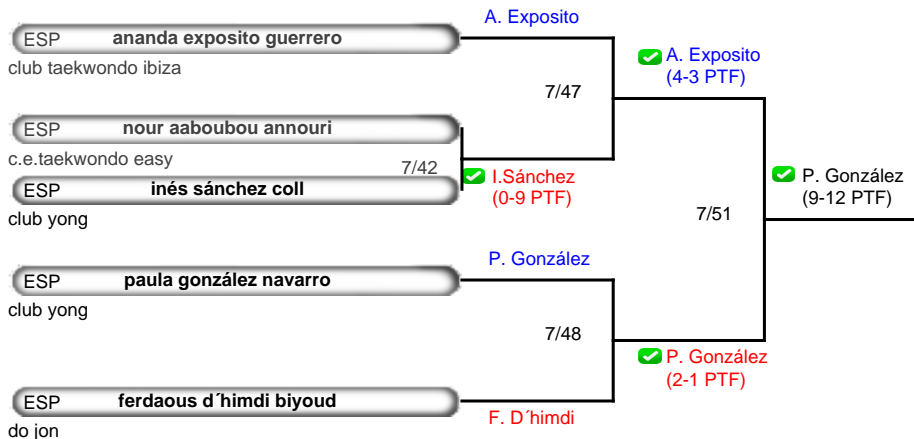 A. Exposito
ESP ananda exposito guerrero
club taekwondo ibiza
A. Exposito
(4-3 PTF)
7/47
ESP nour aaboubou annouri
c.e.taekwondo easy
7/42
I.Sánchez
(0-9 PTF)
ESP inés sánchez coll
club yong
P. González
(9-12 PTF)
7/51
P. González
ESP paula gonzález navarro
club yong
7/48
P. González
(2-1 PTF)
ESP ferdaous d´himdi biyoud
do jon
F. D´himdi